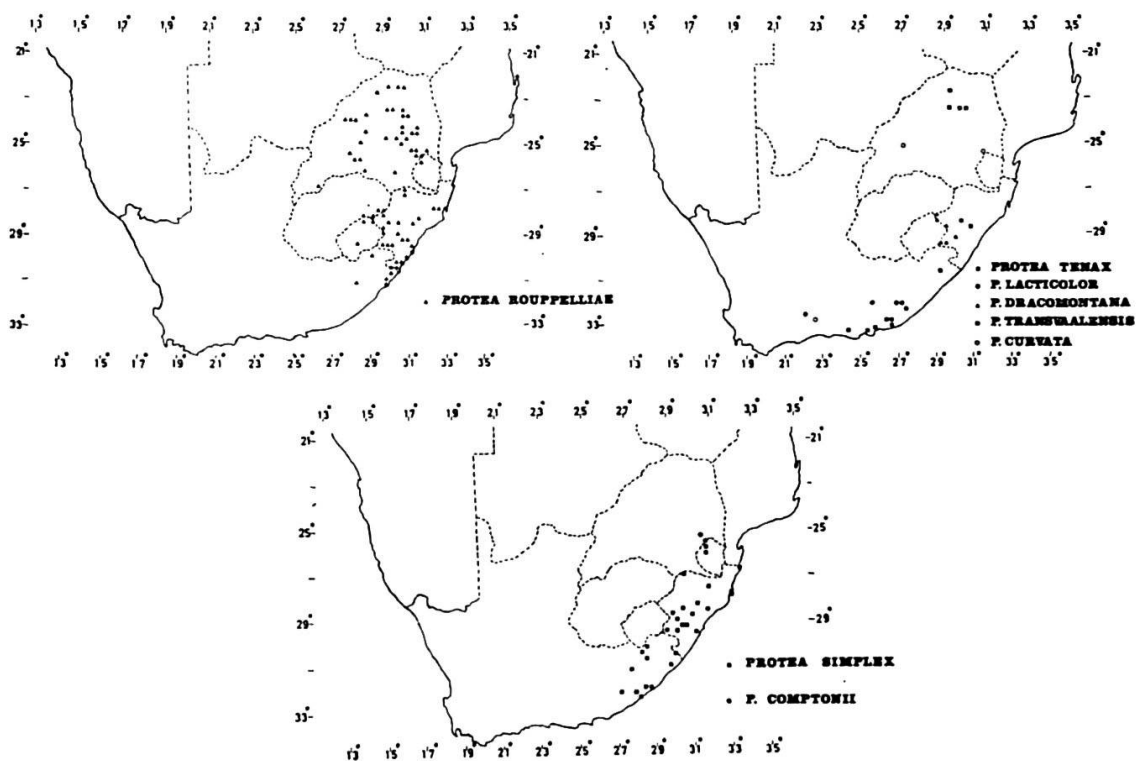 13° 15° 17° 19° 21° 23° 25° 27° 29° 31° 33° 35°
21° -21°
25° -25°
29° -29°
33° -33°
13° 15° 17° 19° 21° 23° 25° 27° 29° 31° 33° 35°
PROTEA ROUPPELLIAE
13° 15° 17° 19° 21° 23° 25° 27° 29° 31° 33° 35°
21° -21°
25° -25°
29° -29°
33° -33°
13° 15° 17° 19° 21° 23° 25° 27° 29° 31° 33° 35°
PROTEA TENAX
P. LACTICOLOR
P. DRACOMONTANA
P. TRANSVAALENSIS
P. CURVATA
13° 15° 17° 19° 21° 23° 25° 27° 29° 31° 33° 35°
21° -21°
25° -25°
29° -29°
33°
13° 15° 17° 19° 21° 23° 25° 27° 29° 31° 33° 35°
PROTEA SIMPLEX
P. COMPTONII